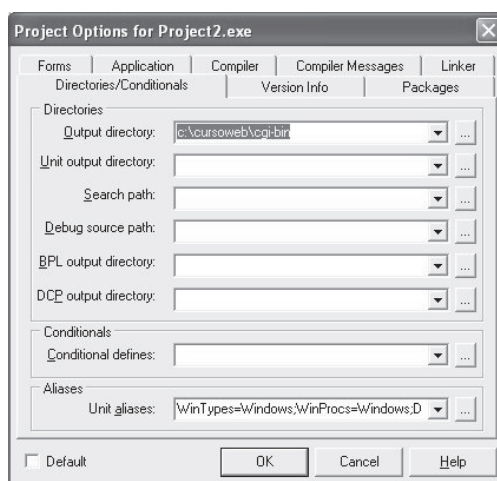 Project Options for Project2.exe
Forms Application Compiler Compiler Messages Linker
Directories/Conditionals Version Info Packages
Directories
Output directory: c:\cursoweb\cgi-bin ...
Unit output directory: ...
Search path: ...
Debug source path: ...
BPL output directory: ...
DCP output directory: ...
Conditionals
Conditional defines: ...
Aliases
Unit aliases: WinTypes=Windows;WinProcs=Windows;D ...
Default OK Cancel Help